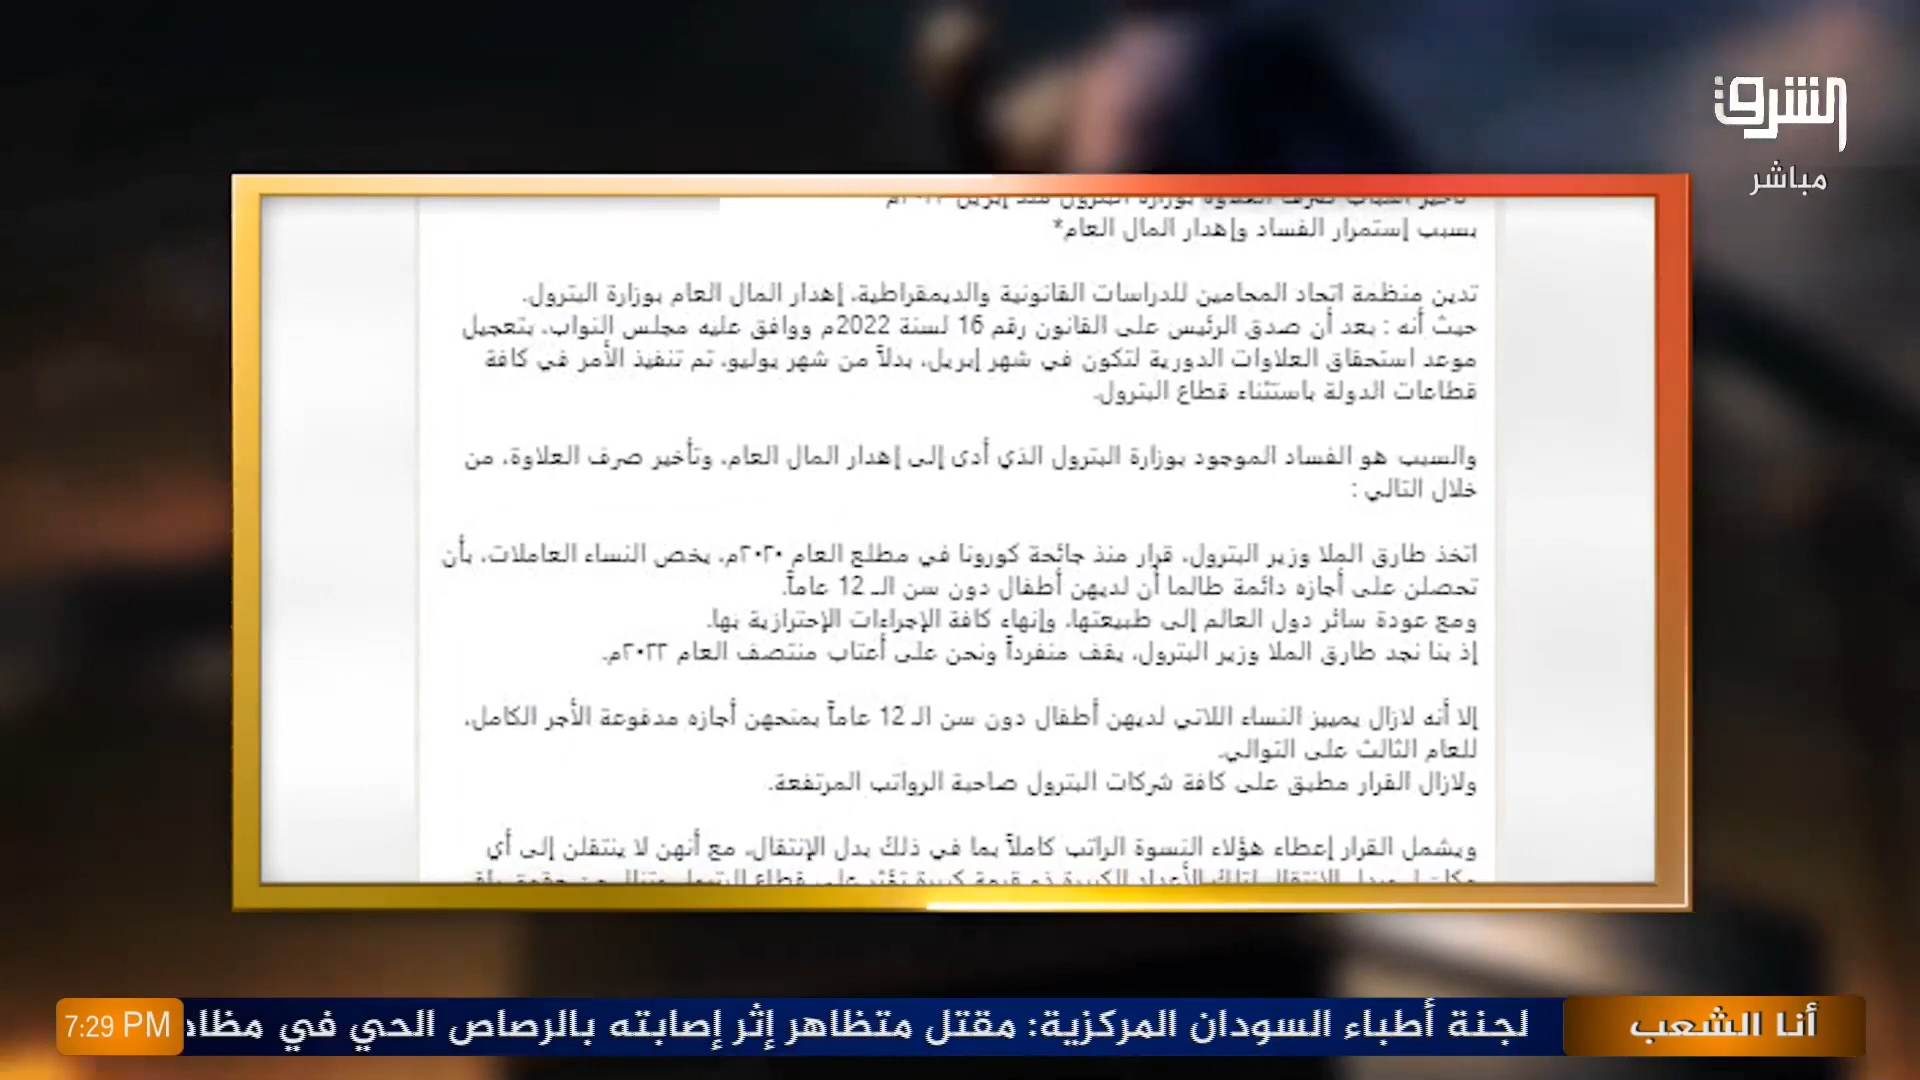 الشرق
مباشر
بسبب إستمرار الفساد وإهدار المال العام*
تدين منظمة اتحاد المحامين للدراسات القانونية والديمقراطية، إهدار المال العام بوزارة البترول.
حيث أنه : بعد أن صدق الرئيس على القانون رقم 16 لسنة 2022م ووافق عليه مجلس النواب، بتعجيل
موعد استحقاق العلاوات الدورية لتكون في شهر إبريل، بدلاً من شهر يوليو، تم تنفيذ الأمر في كافة
قطاعات الدولة باستثناء قطاع البترول.
والسبب هو الفساد الموجود بوزارة البترول الذي أدى إلى إهدار المال العام، وتأخير صرف العلاوة، من
خلال التالي :
اتخذ طارق الملا وزير البترول، قرار منذ جائحة كورونا في مطلع العام ٢٠٢٠م، يخص النساء العاملات، بأن
تحصلن على أجازه دائمة طالما أن لديهن أطفال دون سن الـ 12 عاماً.
ومع عودة سائر دول العالم إلى طبيعتها، وإنهاء كافة الإجراءات الإحترازية بها.
إذ بنا نجد طارق الملا وزير البترول، يقف منفرداً ونحن على أعتاب منتصف العام ٢٠٢٢م.
إلا أنه لازال يمييز النساء اللاتي لديهن أطفال دون سن الـ 12 عاماً بمنحهن أجازه مدفوعة الأجر الكامل،
للعام الثالث على التوالي.
ولازال القرار مطبق على كافة شركات البترول صاحبة الرواتب المرتفعة.
ويشمل القرار إعطاء هؤلاء النسوة الراتب كاملاً بما في ذلك بدل الإنتقال، مع أنهن لا ينتقلن إلى أي
أنا الشعب
لجنة أطباء السودان المركزية: مقتل متظاهر إثر إصابته بالرصاص الحي في مظاه
7:29 PM